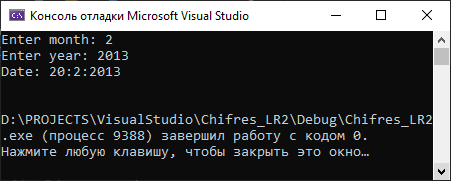 Консоль отладки Microsoft Visual Studio
Enter month: 2
Enter year: 2013
Date: 20:2:2013
D:\PROJECTS\VisualStudio\Chifres_LR2\Debug\Chifres_LR2
.exe (процесс 9388) завершил работу с кодом 0.
Нажмите любую клавишу, чтобы закрыть это окно…